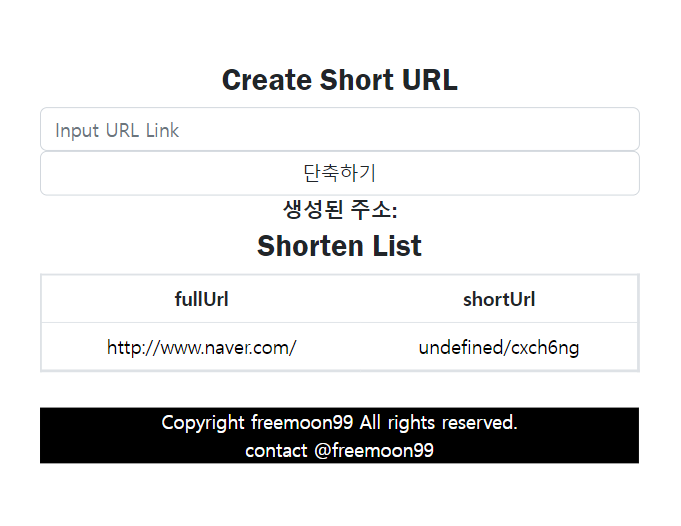 Create Short URL
Input URL Link
단축하기
생성된 주소:
Shorten List
fullUrl shortUrl
http://www.naver.com/ undefined/cxch6ng
Copyright freemoon99 All rights reserved.
contact @freemoon99